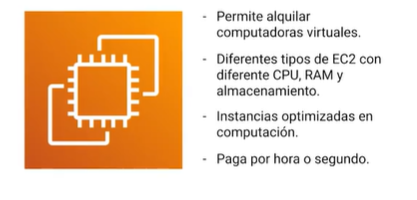 - Permite alquilar
computadoras virtuales.
- Diferentes tipos de EC2 con
diferente CPU, RAM y
almacenamiento.
- Instancias optimizadas en
computación.
- Paga por hora o segundo.